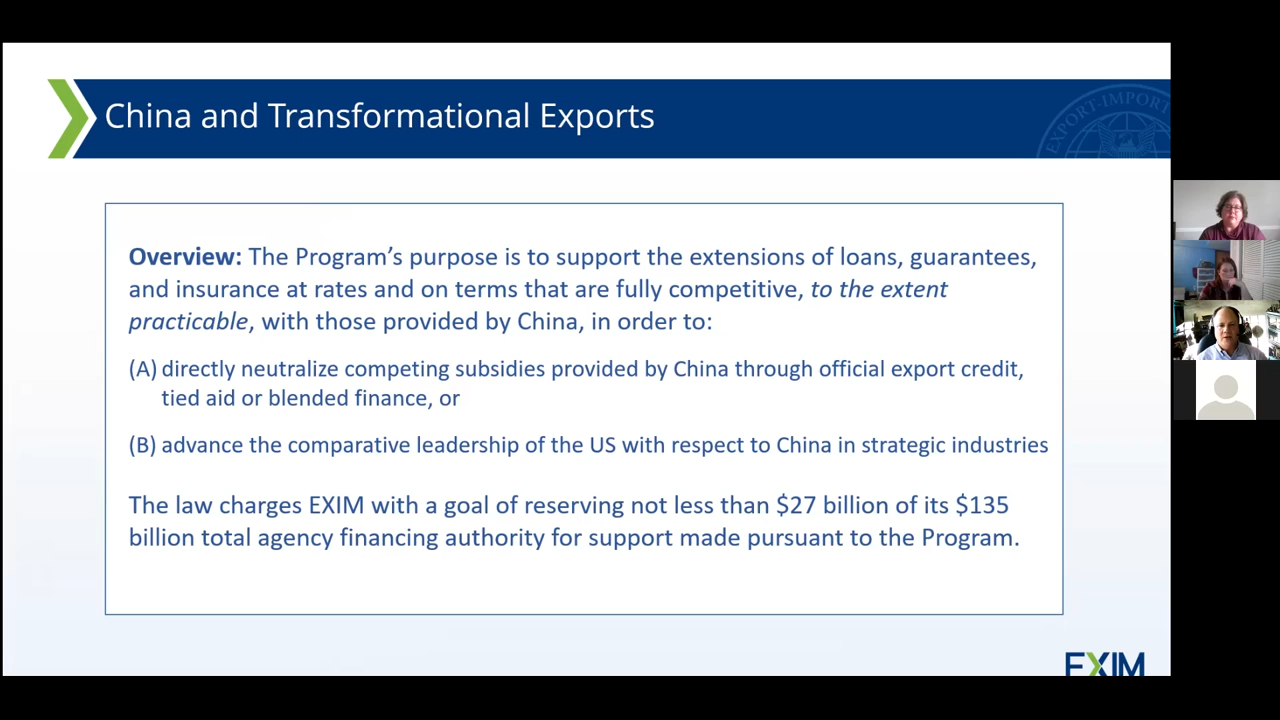 China and Transformational Exports
EXPORT-IMPORT
Overview: The Program’s purpose is to support the extensions of loans, guarantees,
and insurance at rates and on terms that are fully competitive, to the extent
practicable, with those provided by China, in order to:
(A) directly neutralize competing subsidies provided by China through official export credit,
tied aid or blended finance, or
(B) advance the comparative leadership of the US with respect to China in strategic industries
The law charges EXIM with a goal of reserving not less than $27 billion of its $135
billion total agency financing authority for support made pursuant to the Program.
EXIM